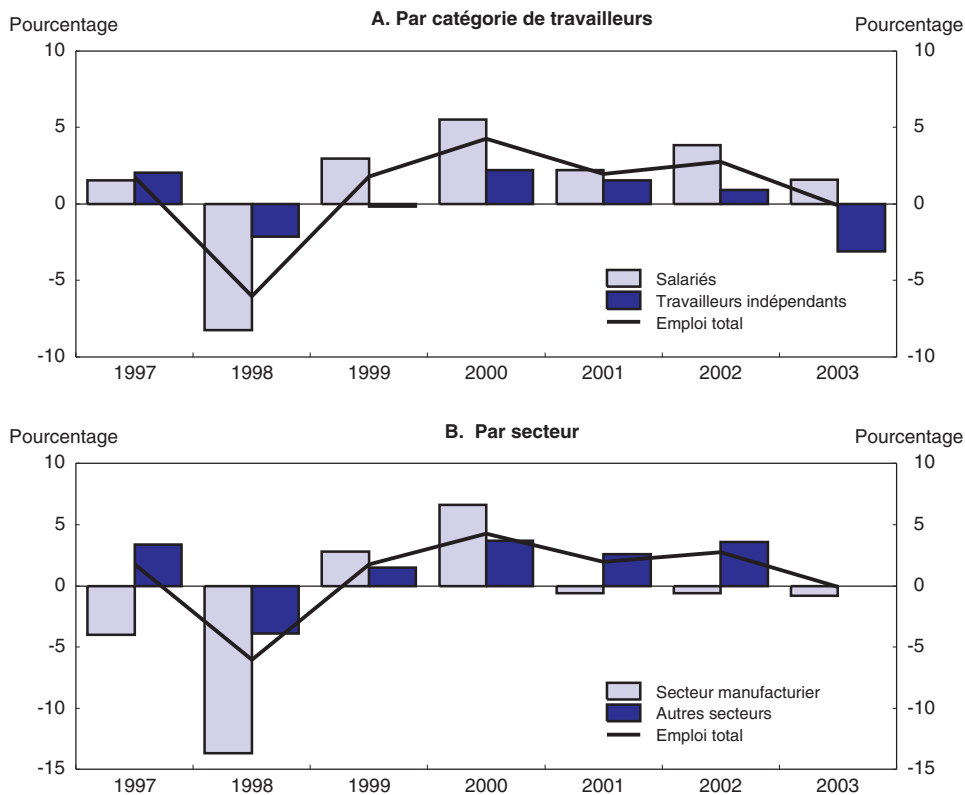 A. Par catégorie de travailleurs
Pourcentage Pourcentage
10 10
5 5
0 0
-5 -5
-10 -10
Salariés
Travailleurs indépendants
Emploi total
1997 1998 1999 2000 2001 2002 2003
B. Par secteur
Pourcentage Pourcentage
10 10
5 5
0 0
-5 -5
-10 -10
-15 -15
Secteur manufacturier
Autres secteurs
Emploi total
1997 1998 1999 2000 2001 2002 2003